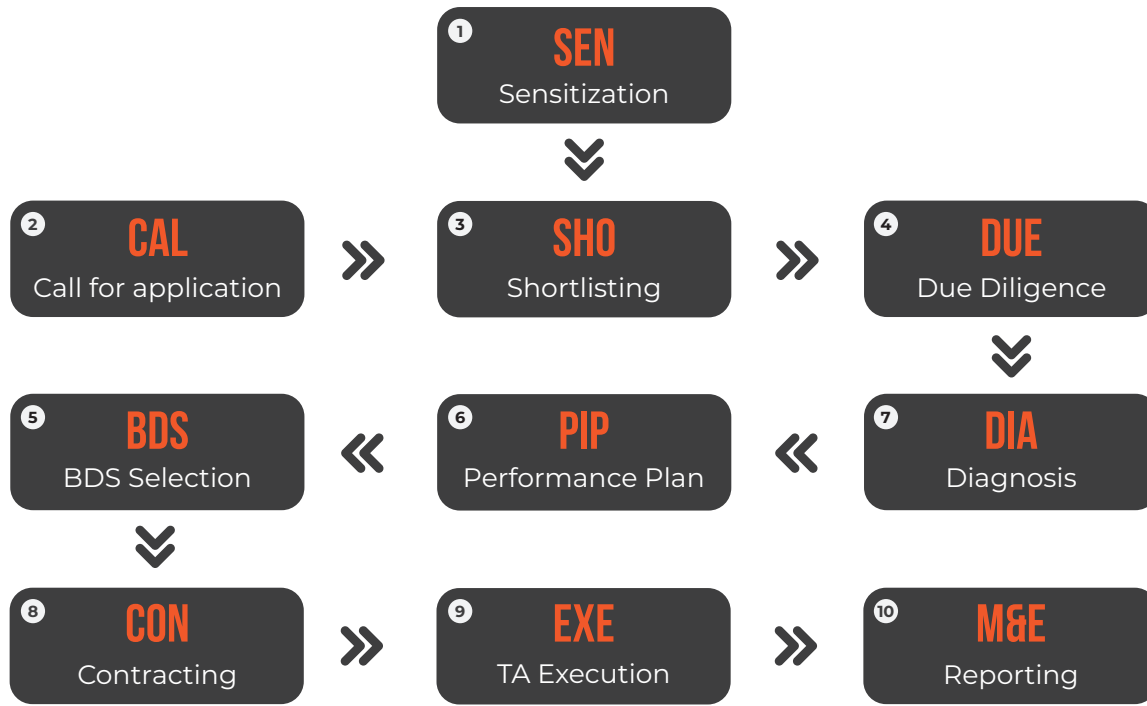 1
SEN
Sensitization
2
CAL
Call for application
3
SHO
Shortlisting
4
DUE
Due Diligence
5
BDS
BDS Selection
6
PIP
Performance Plan
7
DIA
Diagnosis
8
CON
Contracting
9
EXE
TA Execution
10
M&E
Reporting